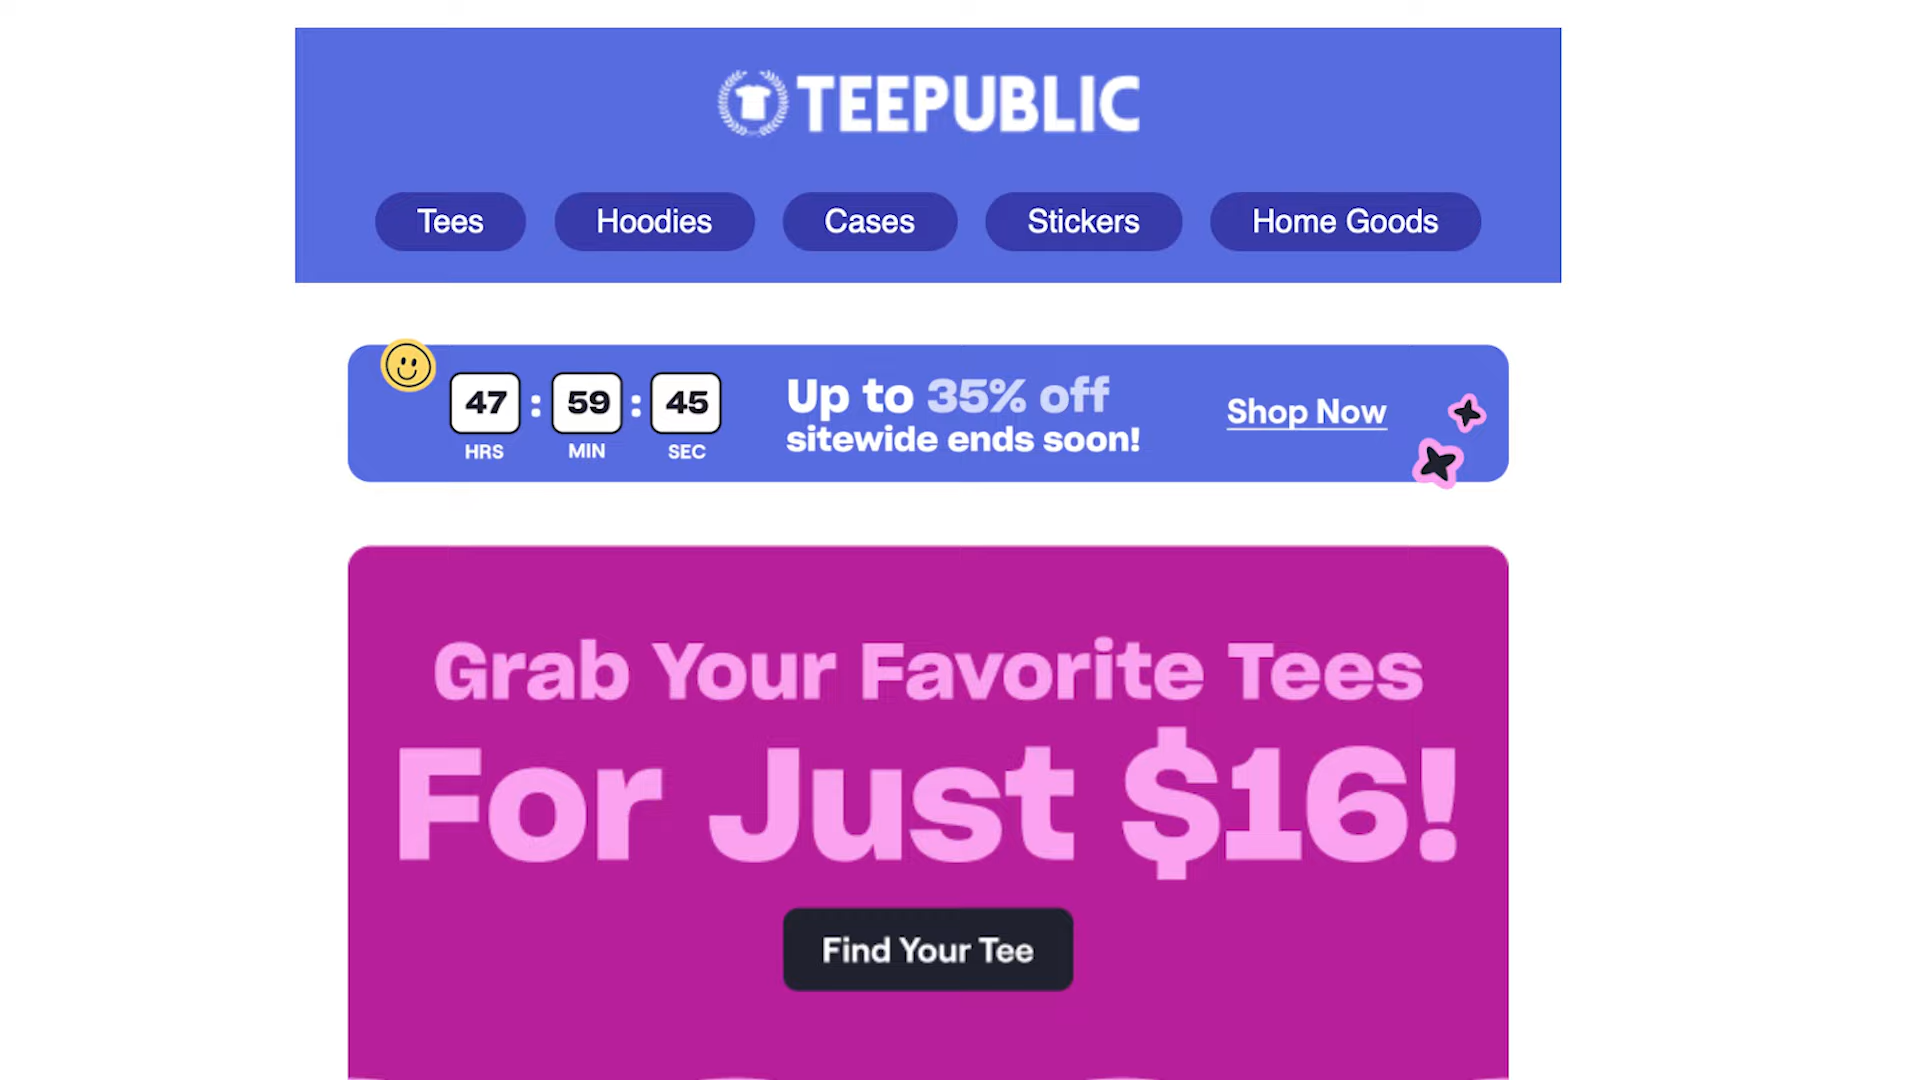 TEEPUBLIC
Tees Hoodies Cases Stickers Home Goods
47 : 59 : 45
HRS MIN SEC
Up to 35% off
sitewide ends soon!
Shop Now
Grab Your Favorite Tees
For Just $16!
Find Your Tee